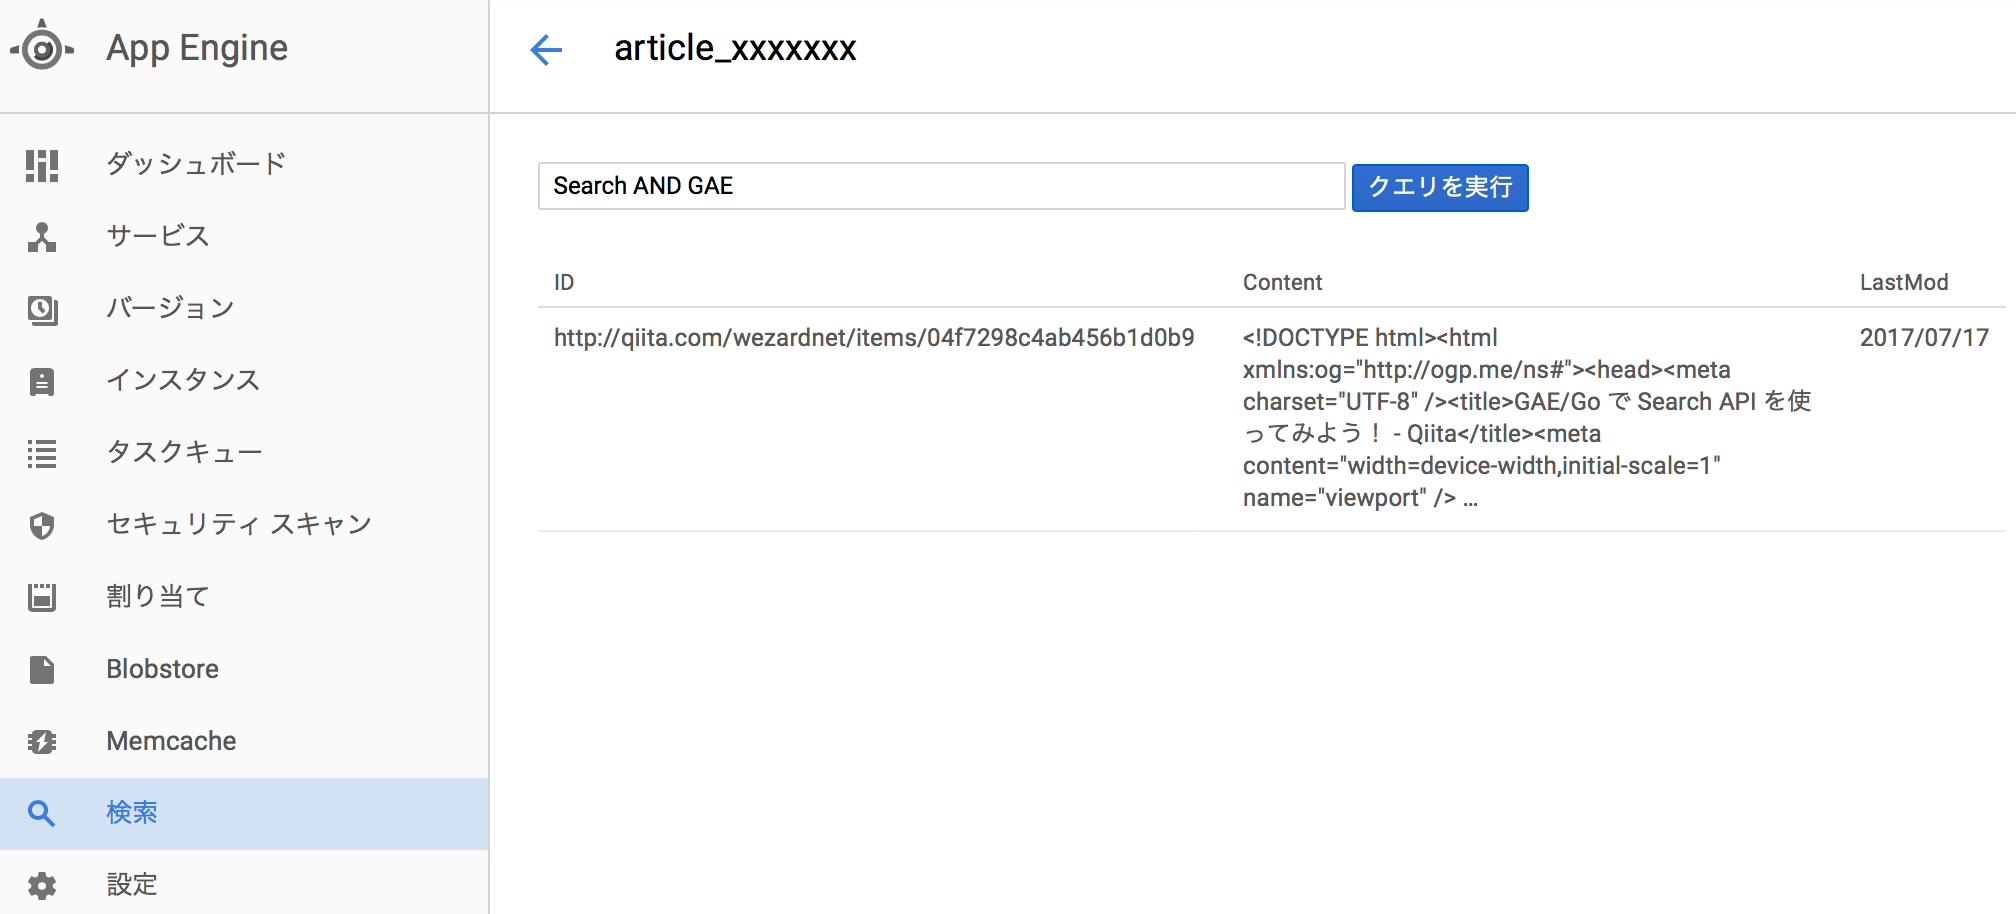 App Engine
article_xxxxxxx
ダッシュボード
サービス
バージョン
インスタンス
タスクキュー
セキュリティ スキャン
割り当て
Blobstore
Memcache
検索
設定
Search AND GAE
クエリを実行
ID Content LastMod
http://qiita.com/wezardnet/items/04f7298c4ab456b1d0b9
<!DOCTYPE html><html
xmlns:og="http://ogp.me/ns#"><head><meta
charset="UTF-8" /><title>GAE/Go で Search API を使
ってみよう！ - Qiita</title><meta
content="width=device-width,initial-scale=1"
name="viewport" /> ...
2017/07/17